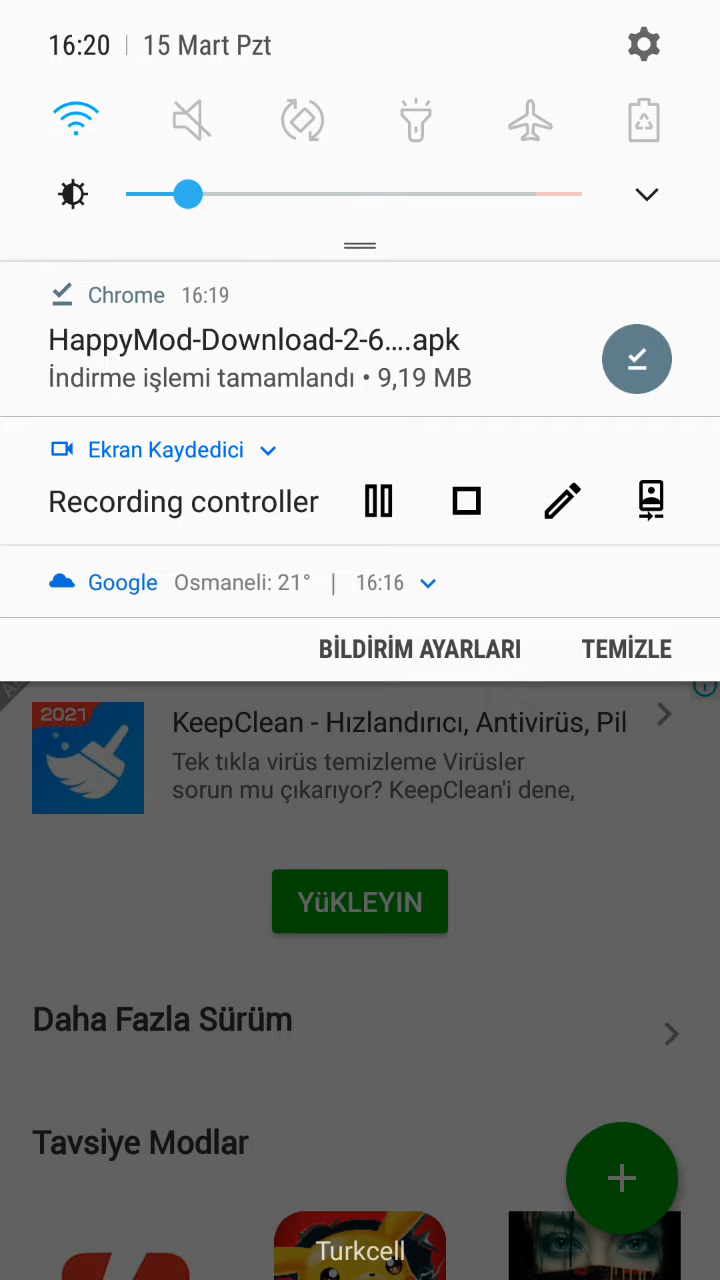 16:20 | 15 Mart Pzt
Chrome 16:19
HappyMod-Download-2-6....apk
İndirme işlemi tamamlandı • 9,19 MB
Ekran Kaydedici
Recording controller
Google Osmaneli: 21° | 16:16
BİLDİRİM AYARLARI TEMİZLE
2021
KeepClean - Hızlandırıcı, Antivirüs, Pil
Tek tıkla virüs temizleme Virüsler
sorun mu çıkarıyor? KeepClean'i dene,
YüKLEYIN
Daha Fazla Sürüm
Tavsiye Modlar
Turkcell